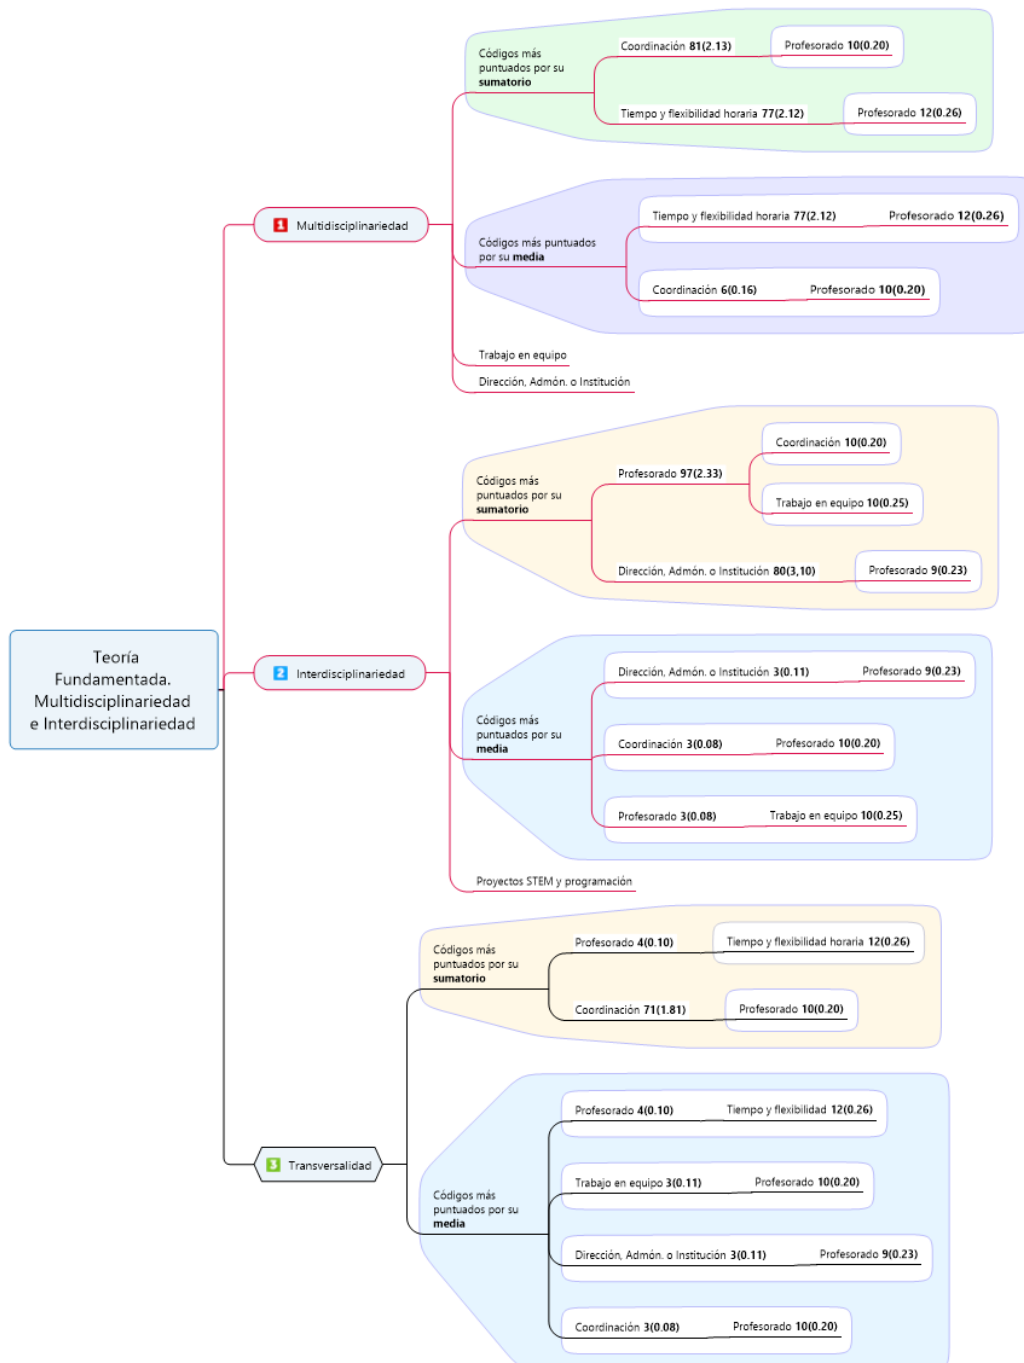 Teoría
Fundamentada.
Multidisciplinariedad
e Interdisciplinariedad
1 Multidisciplinariedad
Códigos más
puntuados por su
sumatorio
Coordinación 81(2.13)
Profesorado 10(0.20)
Tiempo y flexibilidad horaria 77(2.12)
Profesorado 12(0.26)
Códigos más puntuados
por su media
Tiempo y flexibilidad horaria 77(2.12)
Profesorado 12(0.26)
Coordinación 6(0.16)
Profesorado 10(0.20)
Trabajo en equipo
Dirección, Admón. o Institución
2 Interdisciplinariedad
Códigos más
puntuados por su
sumatorio
Profesorado 97(2.33)
Coordinación 10(0.20)
Trabajo en equipo 10(0.25)
Dirección, Admón. o Institución 80(3,10)
Profesorado 9(0.23)
Códigos más
puntuados por su
media
Dirección, Admón. o Institución 3(0.11)
Profesorado 9(0.23)
Coordinación 3(0.08)
Profesorado 10(0.20)
Profesorado 3(0.08)
Trabajo en equipo 10(0.25)
Proyectos STEM y programación
3 Transversalidad
Códigos más
puntuados por su
sumatorio
Profesorado 4(0.10)
Tiempo y flexibilidad horaria 12(0.26)
Coordinación 71(1.81)
Profesorado 10(0.20)
Códigos más
puntuados por su
media
Profesorado 4(0.10)
Tiempo y flexibilidad 12(0.26)
Trabajo en equipo 3(0.11)
Profesorado 10(0.20)
Dirección, Admón. o Institución 3(0.11)
Profesorado 9(0.23)
Coordinación 3(0.08)
Profesorado 10(0.20)